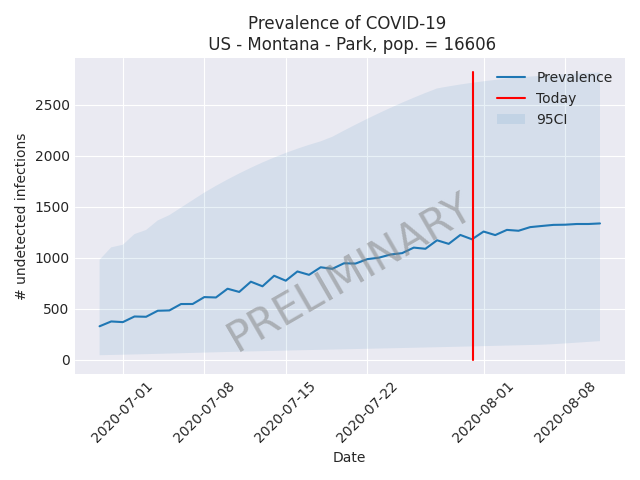 Prevalence of COVID-19
US - Montana - Park, pop. = 16606
# undetected infections
2500
2000
1500
1000
500
0
Prevalence
Today
95CI
PRELIMINARY
2020-07-01
2020-07-08
2020-07-15
2020-07-22
2020-08-01
2020-08-08
Date